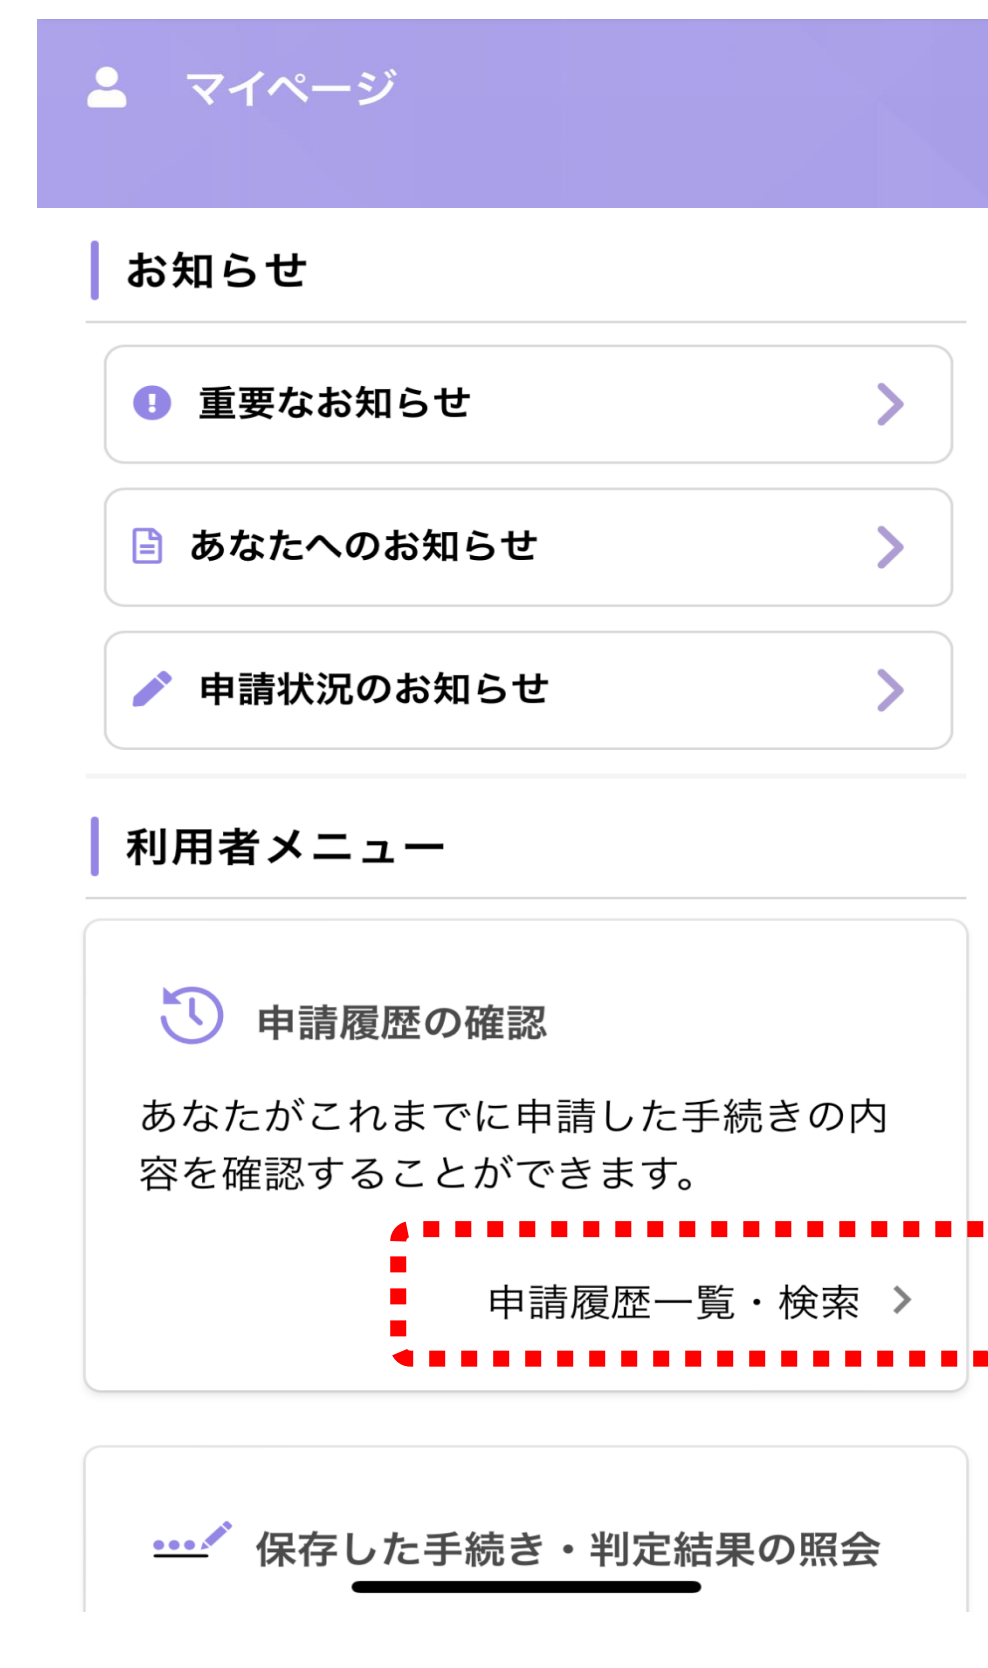 マイページ
お知らせ
重要なお知らせ
あなたへのお知らせ
申請状況のお知らせ
利用者メニュー
申請履歴の確認
あなたがこれまでに申請した手続きの内
容を確認することができます。
申請履歴一覧・検索
保存した手続き・判定結果の照会